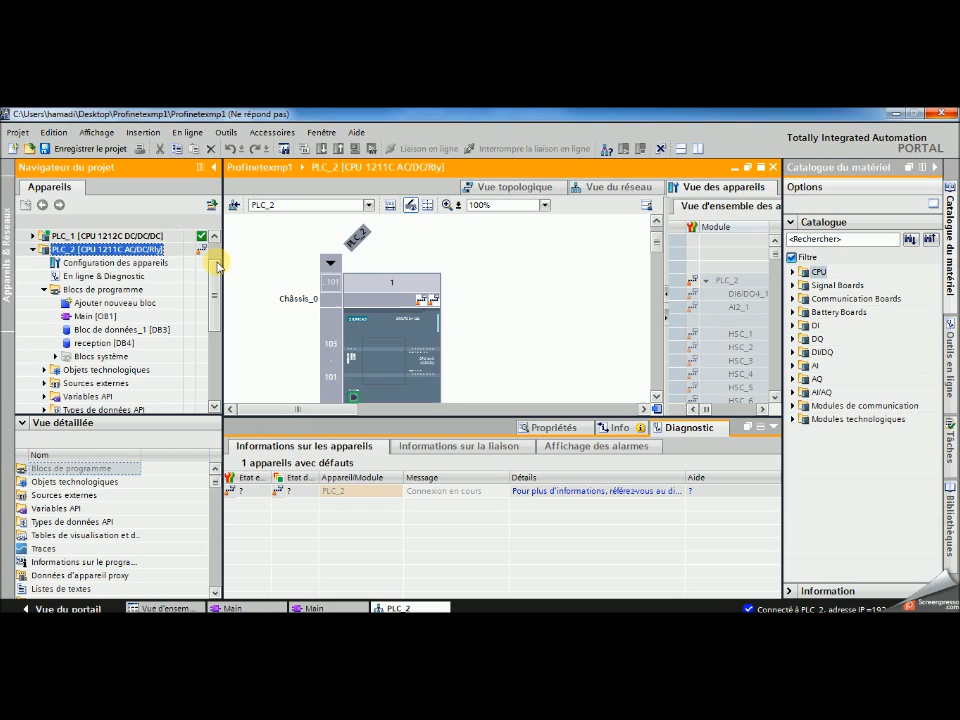 C:\Users\hamadi\Desktop\Profinetexmp1\Profinetexmp1 (Ne répond pas)
Projet Edition Affichage Insertion En ligne Outils Accessoires Fenêtre Aide
Totally Integrated Automation
PORTAL
Enregistrer le projet Liaison en ligne Interrompre la liaison en ligne
Navigateur du projet
Profinetexmp1 PLC_2 [CPU 1211C AC/DC/Rly]
Catalogue du matériel
Appareils
Vue topologique Vue du réseau Vue des appareils
Options
PLC_2 100%
Vue d'ensemble des a
Module
Catalogue
<Rechercher>
Filtre
PLC_1 [CPU 1212C DC/DC/DC]
PLC_2 [CPU 1211C AC/DC/Rly]
Configuration des appareils
En ligne & Diagnostic
Blocs de programme
Ajouter nouveau bloc
Main [OB1]
Bloc de données_1 [DB3]
reception [DB4]
Blocs système
Objets technologiques
Sources externes
Variables API
Types de données API
PLC_2
_101
1
Châssis_0
SIEMENS
103
101
PLC_2
DI6/DO4_1
AI2_1
HSC_1
HSC_2
HSC_3
HSC_4
HSC_5
HSC_6
CPU
Signal Boards
Communication Boards
Battery Boards
DI
DQ
DI/DQ
AI
AQ
AI/AQ
Modules de communication
Modules technologiques
Appareils & Réseaux
Catalogue du matériel
Outils en ligne
Tâches
Bibliothèques
Vue détaillée
Nom
Blocs de programme
Objets technologiques
Sources externes
Variables API
Types de données API
Tables de visualisation et d..
Traces
Informations sur le progra...
Données d'appareil proxy
Listes de textes
Propriétés Info Diagnostic
Informations sur les appareils Informations sur la liaison Affichage des alarmes
1 appareils avec défauts
Etat e... Etat d... Appareil/Module Message Détails Aide
? ? PLC_2 Connexion en cours Pour plus d'informations, référez-vous au di... ?
Information
Vue du portail Vue d'ensem... Main Main PLC_2
Connecté à PLC_2, adresse IP =192
Screenpresso
.com